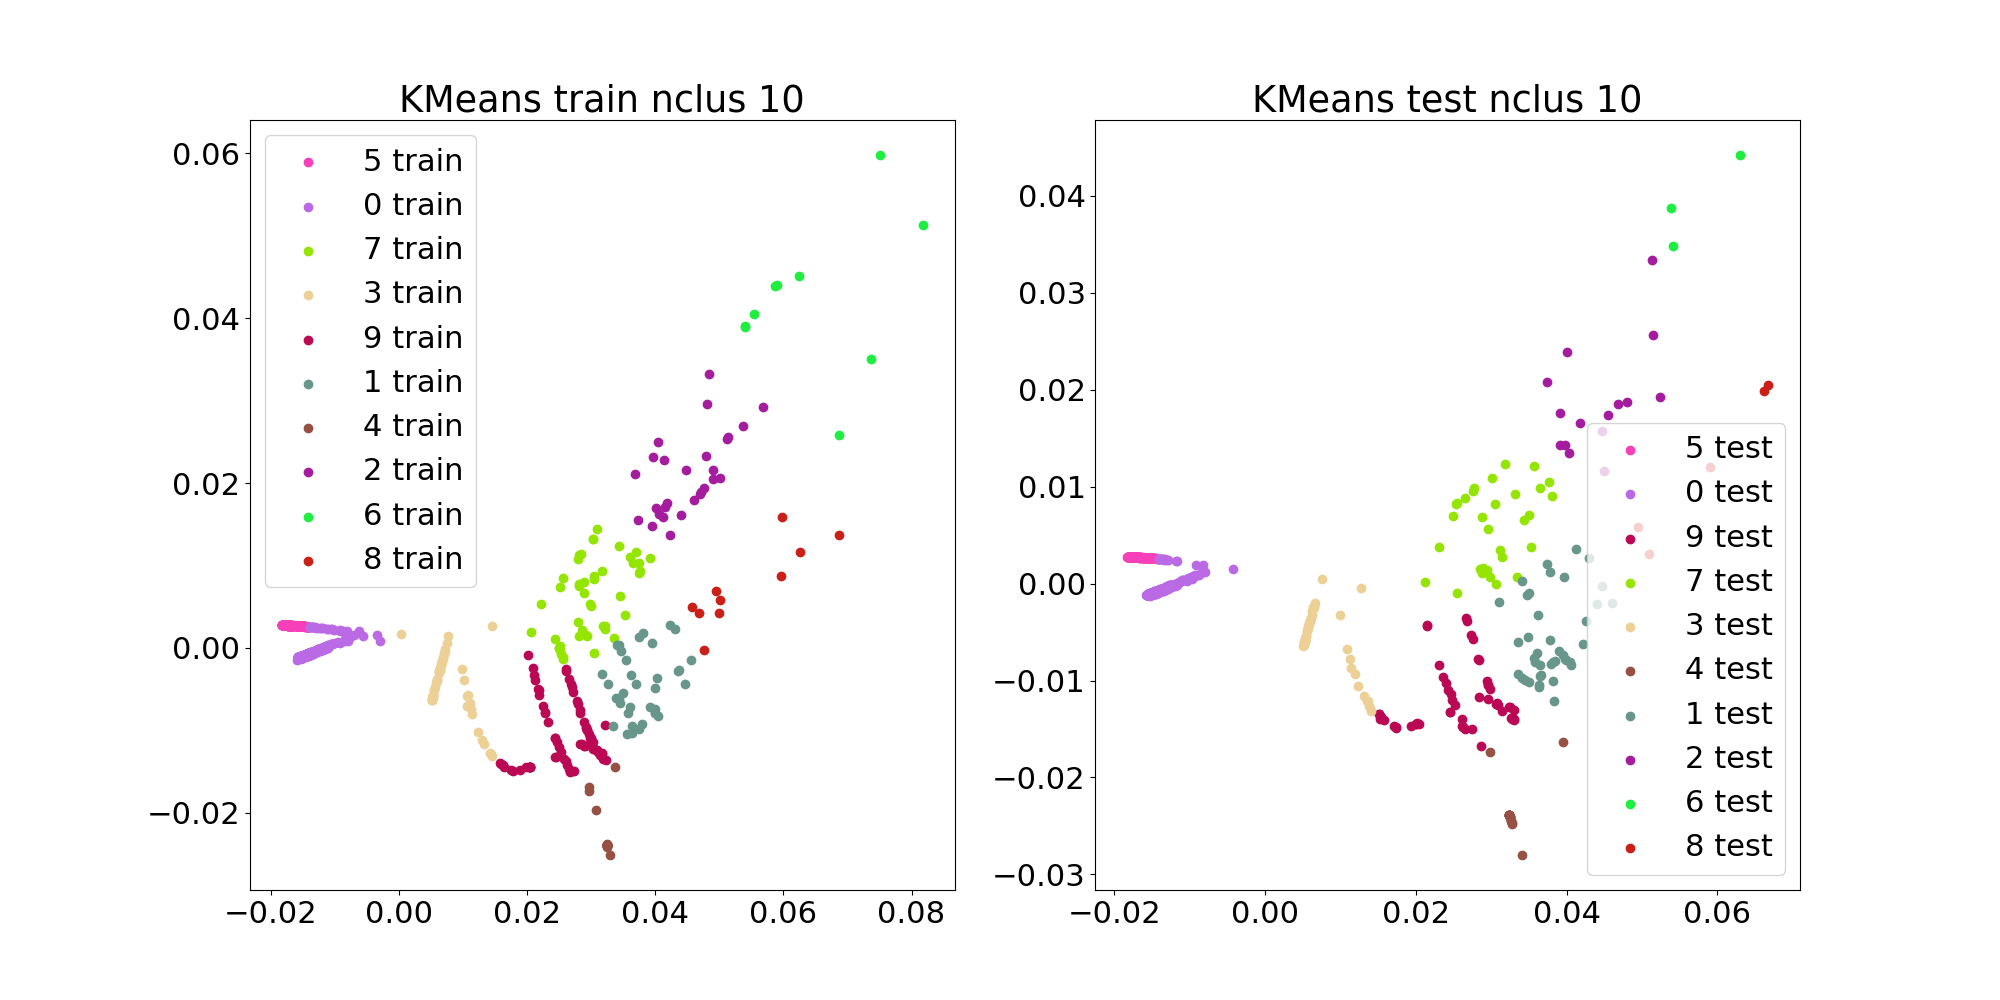 KMeans train nclus 10
0.06
0.04
0.02
0.00
−0.02
−0.02 0.00 0.02 0.04 0.06 0.08
5 train
0 train
7 train
3 train
9 train
1 train
4 train
2 train
6 train
8 train
KMeans test nclus 10
0.04
0.03
0.02
0.01
0.00
−0.01
−0.02
−0.03
−0.02 0.00 0.02 0.04 0.06
5 test
0 test
9 test
7 test
3 test
4 test
1 test
2 test
6 test
8 test